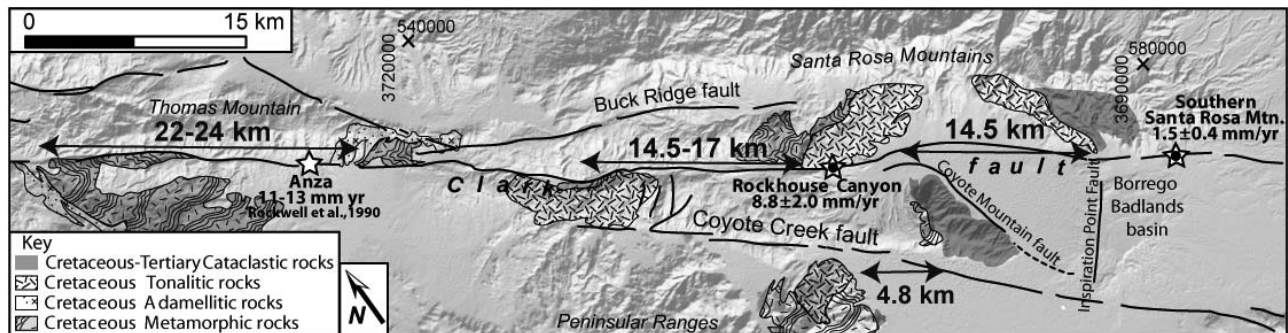 0 15 km
540000
3720000
Santa Rosa Mountains
580000
3690000
Thomas Mountain
22-24 km
Buck Ridge fault
14.5-17 km
14.5 km
Southern
Santa Rosa Mtn.
1.5±0.4 mm/yr
Anza
11-13 mm yr
Rockwell et al.,1990
Clark
fault
Rockhouse Canyon
8.8±2.0 mm/yr
Coyote Creek fault
Coyote Mountain fault
Inspiration Point Fault
Borrego
Badlands
basin
4.8 km
Peninsular Ranges
Key
Cretaceous-Tertiary Cataclastic rocks
Cretaceous Tonalitic rocks
Cretaceous Adamellitic rocks
Cretaceous Metamorphic rocks
N